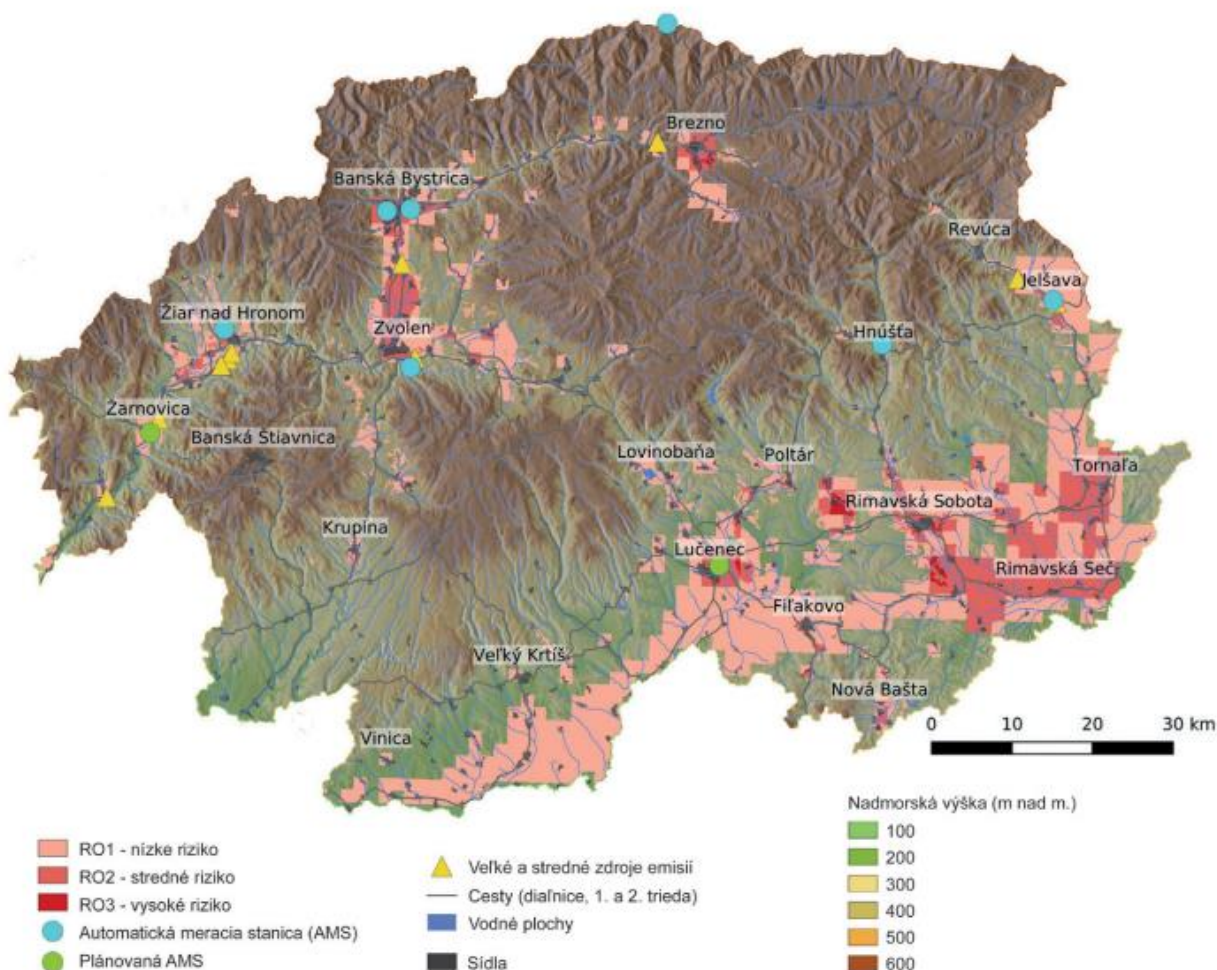 Brezno
Banská Bystrica
Revúca
Jelšava
Žiar nad Hronom
Zvolen
Hnúšťa
Žarnovica
Banská Štiavnica
Lovinobaňa
Poltár
Tornaľa
Rimavská Sobota
Krupina
Lučenec
Rimavská Seč
Fiľakovo
Veľký Krtíš
Nová Bašta
Vinica
0 10 20 30 km
Nadmorská výška (m nad m.)
100
200
300
400
500
600
RO1 - nízke riziko
RO2 - stredné riziko
RO3 - vysoké riziko
Automatická meracia stanica (AMS)
Plánovaná AMS
Veľké a stredné zdroje emisií
Cesty (diaľnice, 1. a 2. trieda)
Vodné plochy
Sídla